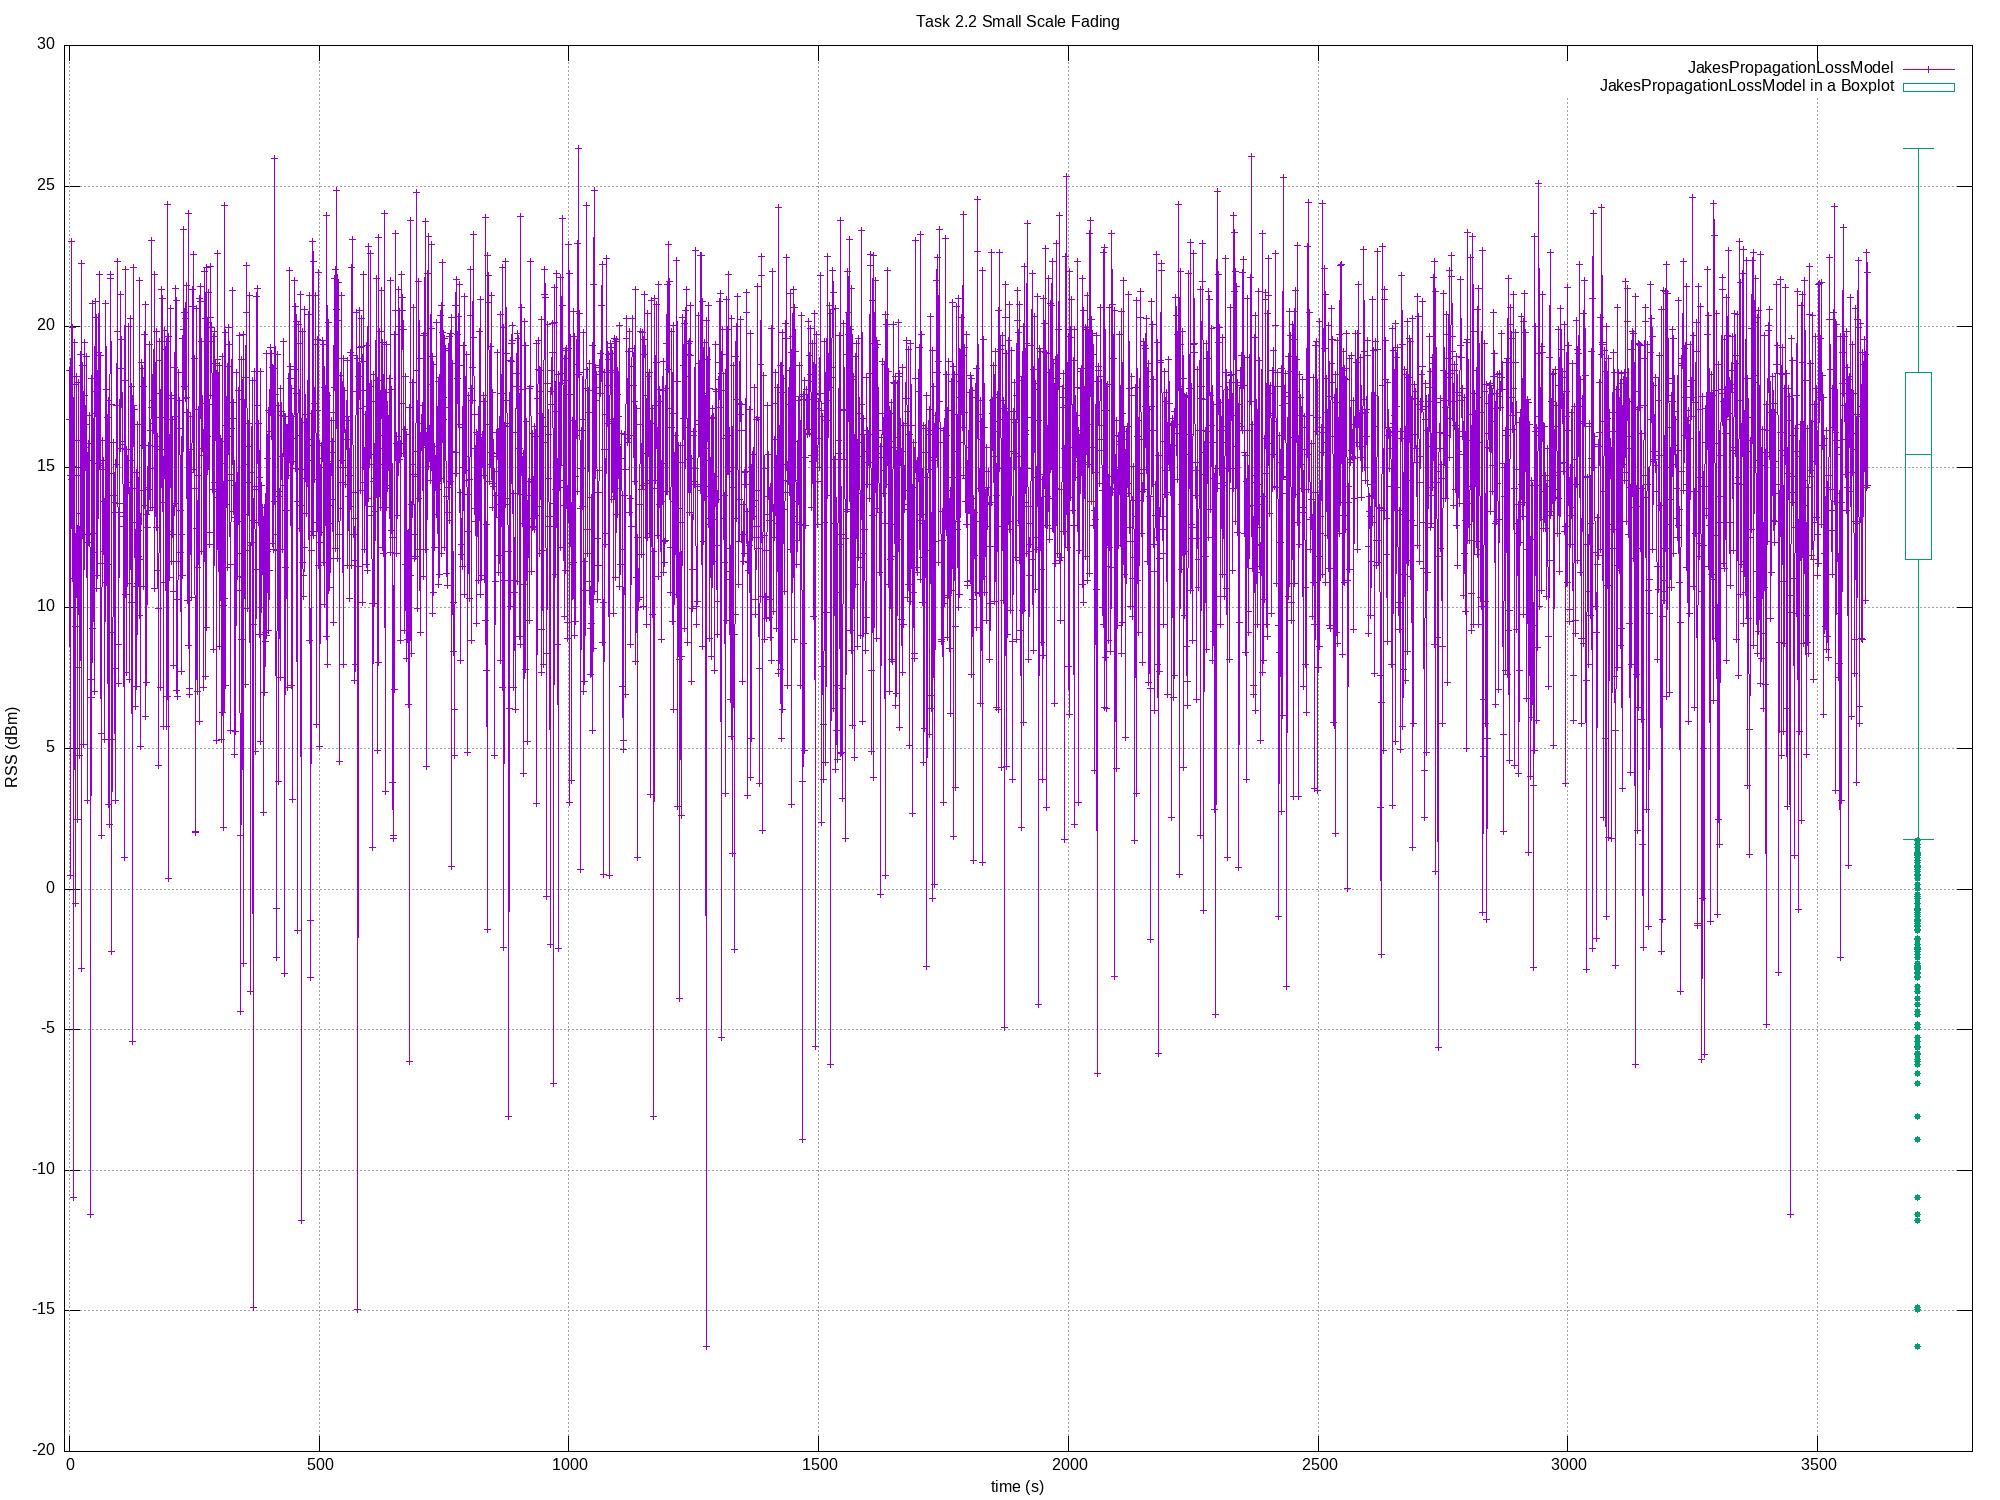 Task 2.2 Small Scale Fading
JakesPropagationLossModel
JakesPropagationLossModel in a Boxplot
30
25
20
15
10
5
0
-5
-10
-15
-20
RSS (dBm)
0 500 1000 1500 2000 2500 3000 3500
time (s)